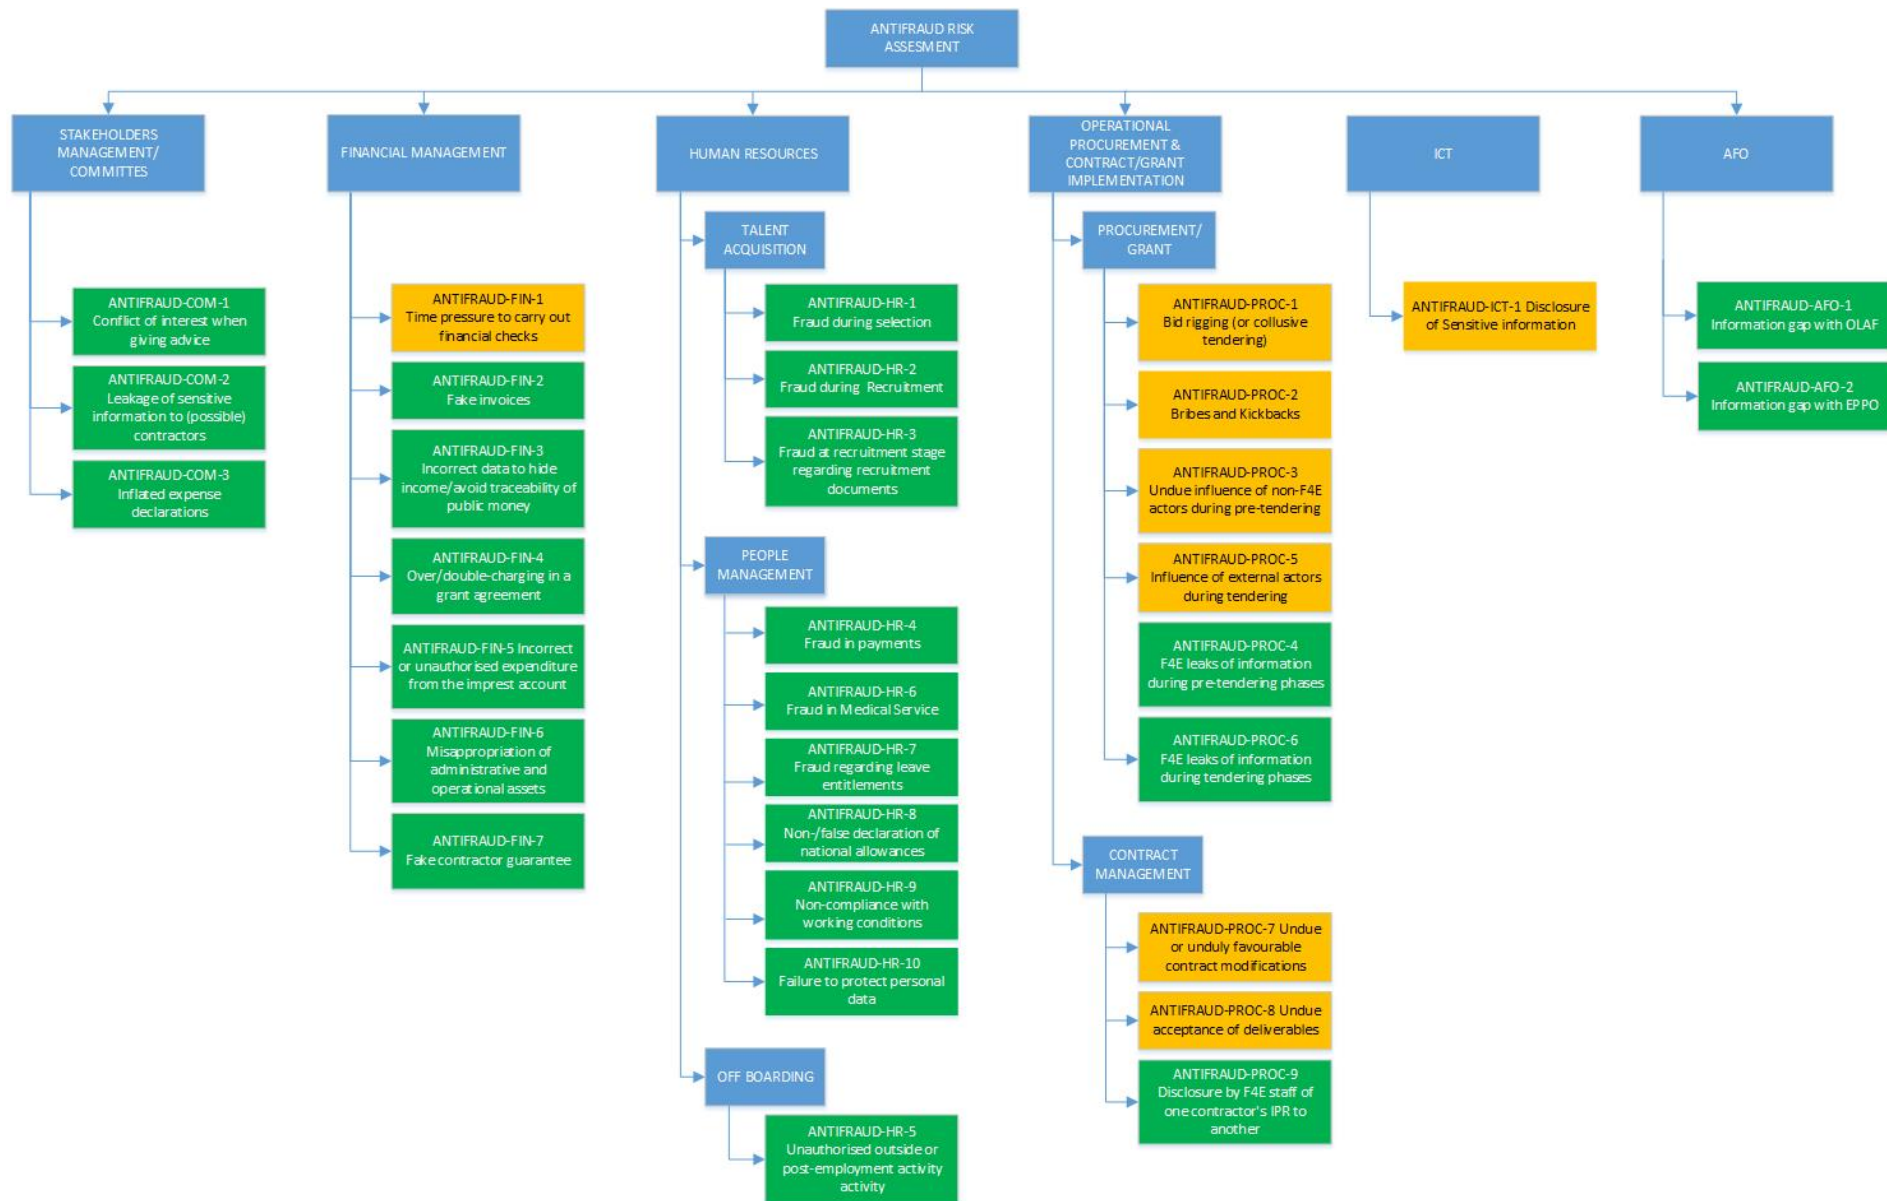 ANTIFRAUD RISK
ASSESMENT
STAKEHOLDERS
MANAGEMENT/
COMMITTES
FINANCIAL MANAGEMENT
HUMAN RESOURCES
OPERATIONAL
PROCUREMENT &
CONTRACT/GRANT
IMPLEMENTATION
ICT
AFO
ANTIFRAUD-COM-1
Conflict of interest when
giving advice
ANTIFRAUD-COM-2
Leakage of sensitive
information to (possible)
contractors
ANTIFRAUD-COM-3
Inflated expense
declarations
ANTIFRAUD-FIN-1
Time pressure to carry out
financial checks
ANTIFRAUD-FIN-2
Fake invoices
ANTIFRAUD-FIN-3
Incorrect data to hide
income/avoid traceability of
public money
ANTIFRAUD-FIN-4
Over/double-charging in a
grant agreement
ANTIFRAUD-FIN-5 Incorrect
or unauthorised expenditure
from the imprest account
ANTIFRAUD-FIN-6
Misappropriation of
administrative and
operational assets
ANTIFRAUD-FIN-7
Fake contractor guarantee
TALENT
ACQUISITION
ANTIFRAUD-HR-1
Fraud during selection
ANTIFRAUD-HR-2
Fraud during Recruitment
ANTIFRAUD-HR-3
Fraud at recruitment stage
regarding recruitment
documents
PEOPLE
MANAGEMENT
ANTIFRAUD-HR-4
Fraud in payments
ANTIFRAUD-HR-6
Fraud in Medical Service
ANTIFRAUD-HR-7
Fraud regarding leave
entitlements
ANTIFRAUD-HR-8
Non-/false declaration of
national allowances
ANTIFRAUD-HR-9
Non-compliance with
working conditions
ANTIFRAUD-HR-10
Failure to protect personal
data
OFF BOARDING
ANTIFRAUD-HR-5
Unauthorised outside or
post-employment activity
activity
PROCUREMENT/
GRANT
ANTIFRAUD-PROC-1
Bid rigging (or collusive
tendering)
ANTIFRAUD-PROC-2
Bribes and Kickbacks
ANTIFRAUD-PROC-3
Undue influence of non-F4E
actors during pre-tendering
ANTIFRAUD-PROC-5
Influence of external actors
during tendering
ANTIFRAUD-PROC-4
F4E leaks of information
during pre-tendering phases
ANTIFRAUD-PROC-6
F4E leaks of information
during tendering phases
CONTRACT
MANAGEMENT
ANTIFRAUD-PROC-7 Undue
or unduly favourable
contract modifications
ANTIFRAUD-PROC-8 Undue
acceptance of deliverables
ANTIFRAUD-PROC-9
Disclosure by F4E staff of
one contractor's IPR to
another
ANTIFRAUD-ICT-1 Disclosure
of Sensitive information
ANTIFRAUD-AFO-1
Information gap with OLAF
ANTIFRAUD-AFO-2
Information gap with EPPO